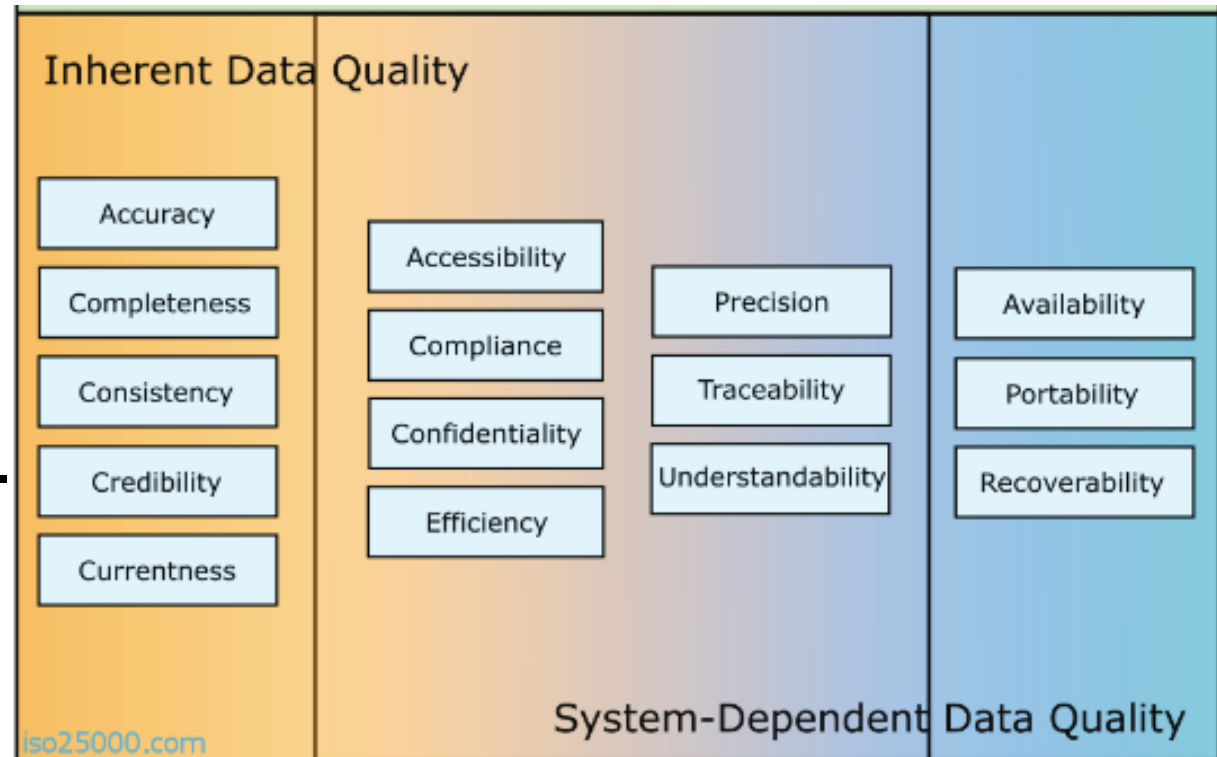 Inherent Data Quality
Accuracy
Completeness
Consistency
Credibility
Currentness
Accessibility
Compliance
Confidentiality
Efficiency
Precision
Traceability
Understandability
Availability
Portability
Recoverability
System-Dependent Data Quality
iso25000.com